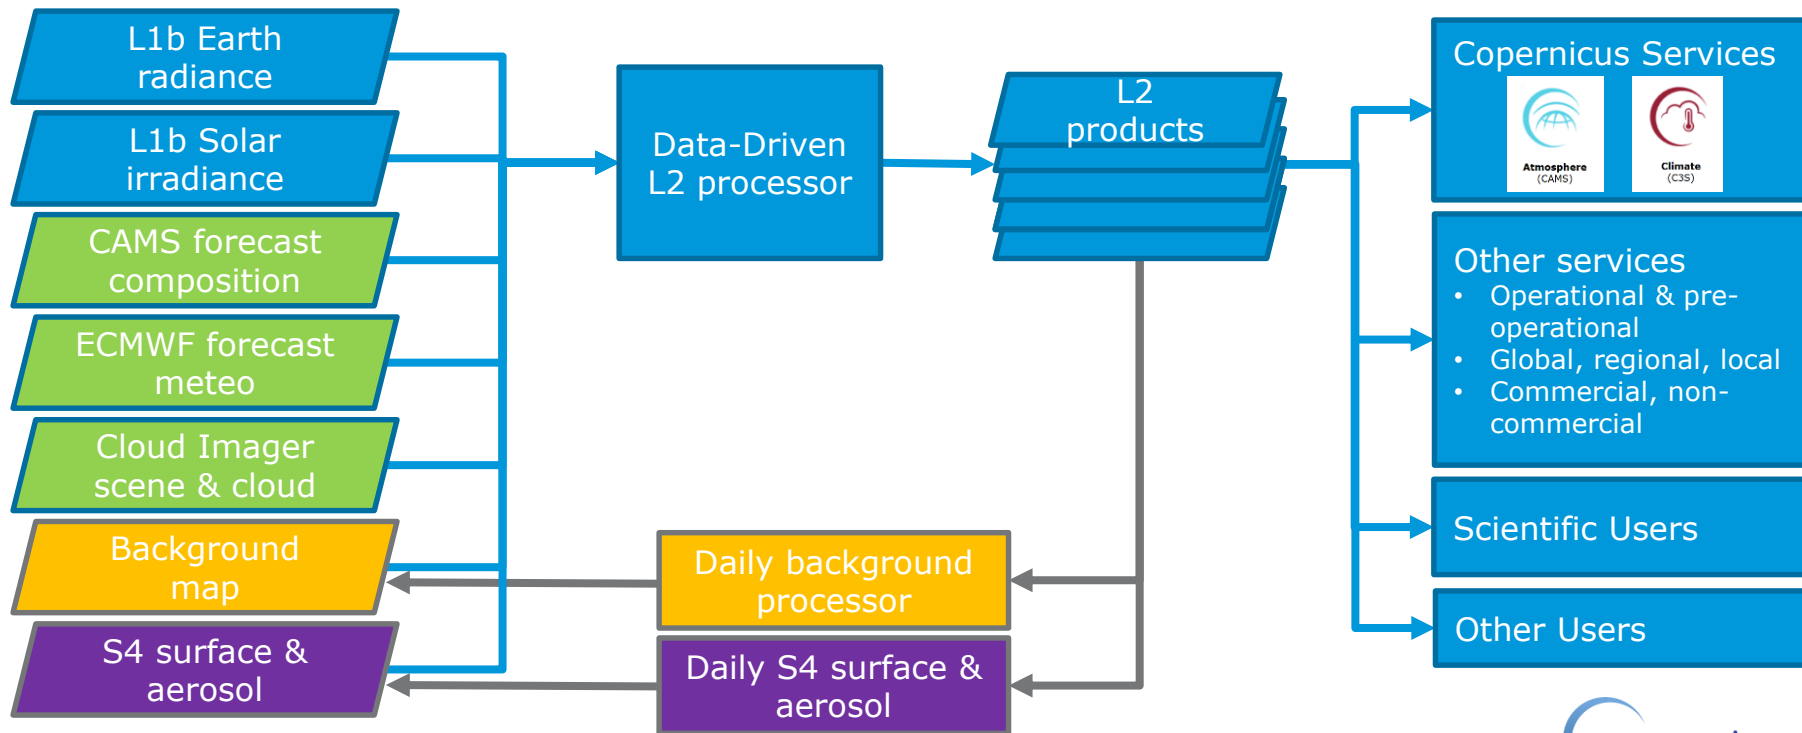 L1b Earth
radiance
L1b Solar
irradiance
CAMS forecast
composition
ECMWF forecast
meteo
Cloud Imager
scene & cloud
Background
map
S4 surface &
aerosol
Data-Driven
L2 processor
L2
products
Daily background
processor
Daily S4 surface &
aerosol
Copernicus Services
Atmosphere
(CAMS)
Climate
(C3S)
Other services
• Operational & pre-
operational
• Global, regional, local
• Commercial, non-
commercial
Scientific Users
Other Users